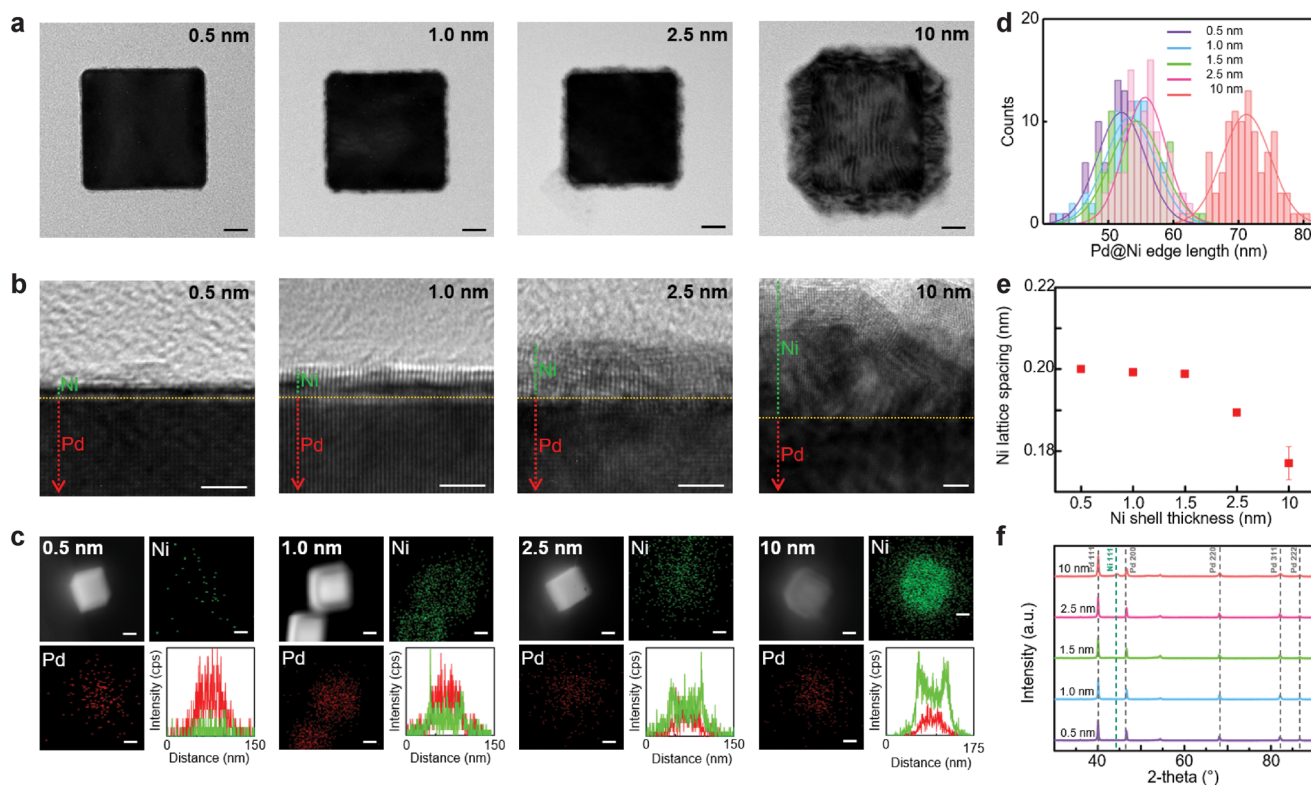 a
0.5 nm
1.0 nm
2.5 nm
10 nm
d
20
10
0
Counts
0.5 nm
1.0 nm
1.5 nm
2.5 nm
10 nm
50
60
70
80
Pd@Ni edge length (nm)
b
0.5 nm
Ni
Pd
1.0 nm
Ni
Pd
2.5 nm
Ni
Pd
10 nm
Ni
Pd
e
0.22
0.20
0.18
Ni lattice spacing (nm)
0.5
1.0
1.5
2.5
10
Ni shell thickness (nm)
c
0.5 nm
Ni
Pd
Intensity (cps)
0
150
Distance (nm)
1.0 nm
Ni
Pd
Intensity (cps)
0
150
Distance (nm)
2.5 nm
Ni
Pd
Intensity (cps)
0
150
Distance (nm)
10 nm
Ni
Pd
Intensity (cps)
0
175
Distance (nm)
f
Pd 111
Ni 111
Pd 200
Pd 220
Pd 311
Pd 222
10 nm
2.5 nm
1.5 nm
1.0 nm
0.5 nm
Intensity (a.u.)
40
60
80
2-theta (°)